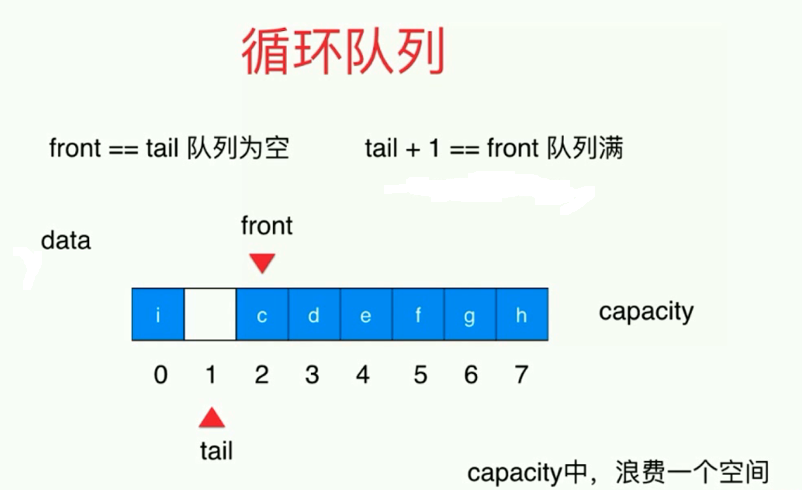 循环队列
front == tail 队列为空 tail + 1 == front 队列满
front
data
i c d e f g h
capacity
0 1 2 3 4 5 6 7
tail
capacity中，浪费一个空间